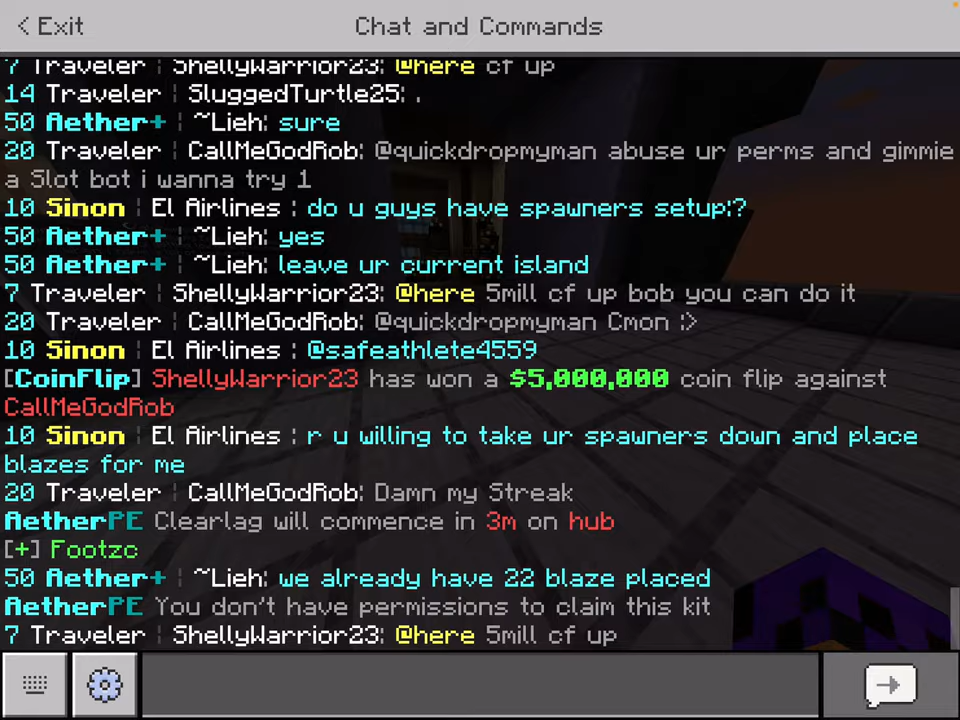 < Exit
Chat and Commands
7 Traveler ¦ ShellyWarrior23: @here cf up
14 Traveler ¦ SluggedTurtle25: .
50 Aether+ ¦ ~Lieh: sure
20 Traveler ¦ CallMeGodRob: @quickdropmyman abuse ur perms and gimmie
a Slot bot i wanna try 1
10 Sinon ¦ El Airlines : do u guys have spawners setup:?
50 Aether+ ¦ ~Lieh: yes
50 Aether+ ¦ ~Lieh: leave ur current island
7 Traveler ¦ ShellyWarrior23: @here 5mill cf up bob you can do it
20 Traveler ¦ CallMeGodRob: @quickdropmyman Cmon :>
10 Sinon ¦ El Airlines : @safeathlete4559
[CoinFlip] ShellyWarrior23 has won a $5,000,000 coin flip against
CallMeGodRob
10 Sinon ¦ El Airlines : r u willing to take ur spawners down and place
blazes for me
20 Traveler ¦ CallMeGodRob: Damn my Streak
AetherPE Clearlag will commence in 3m on hub
[+] Footzc
50 Aether+ ¦ ~Lieh: we already have 22 blaze placed
AetherPE You don't have permissions to claim this kit
7 Traveler ¦ ShellyWarrior23: @here 5mill cf up